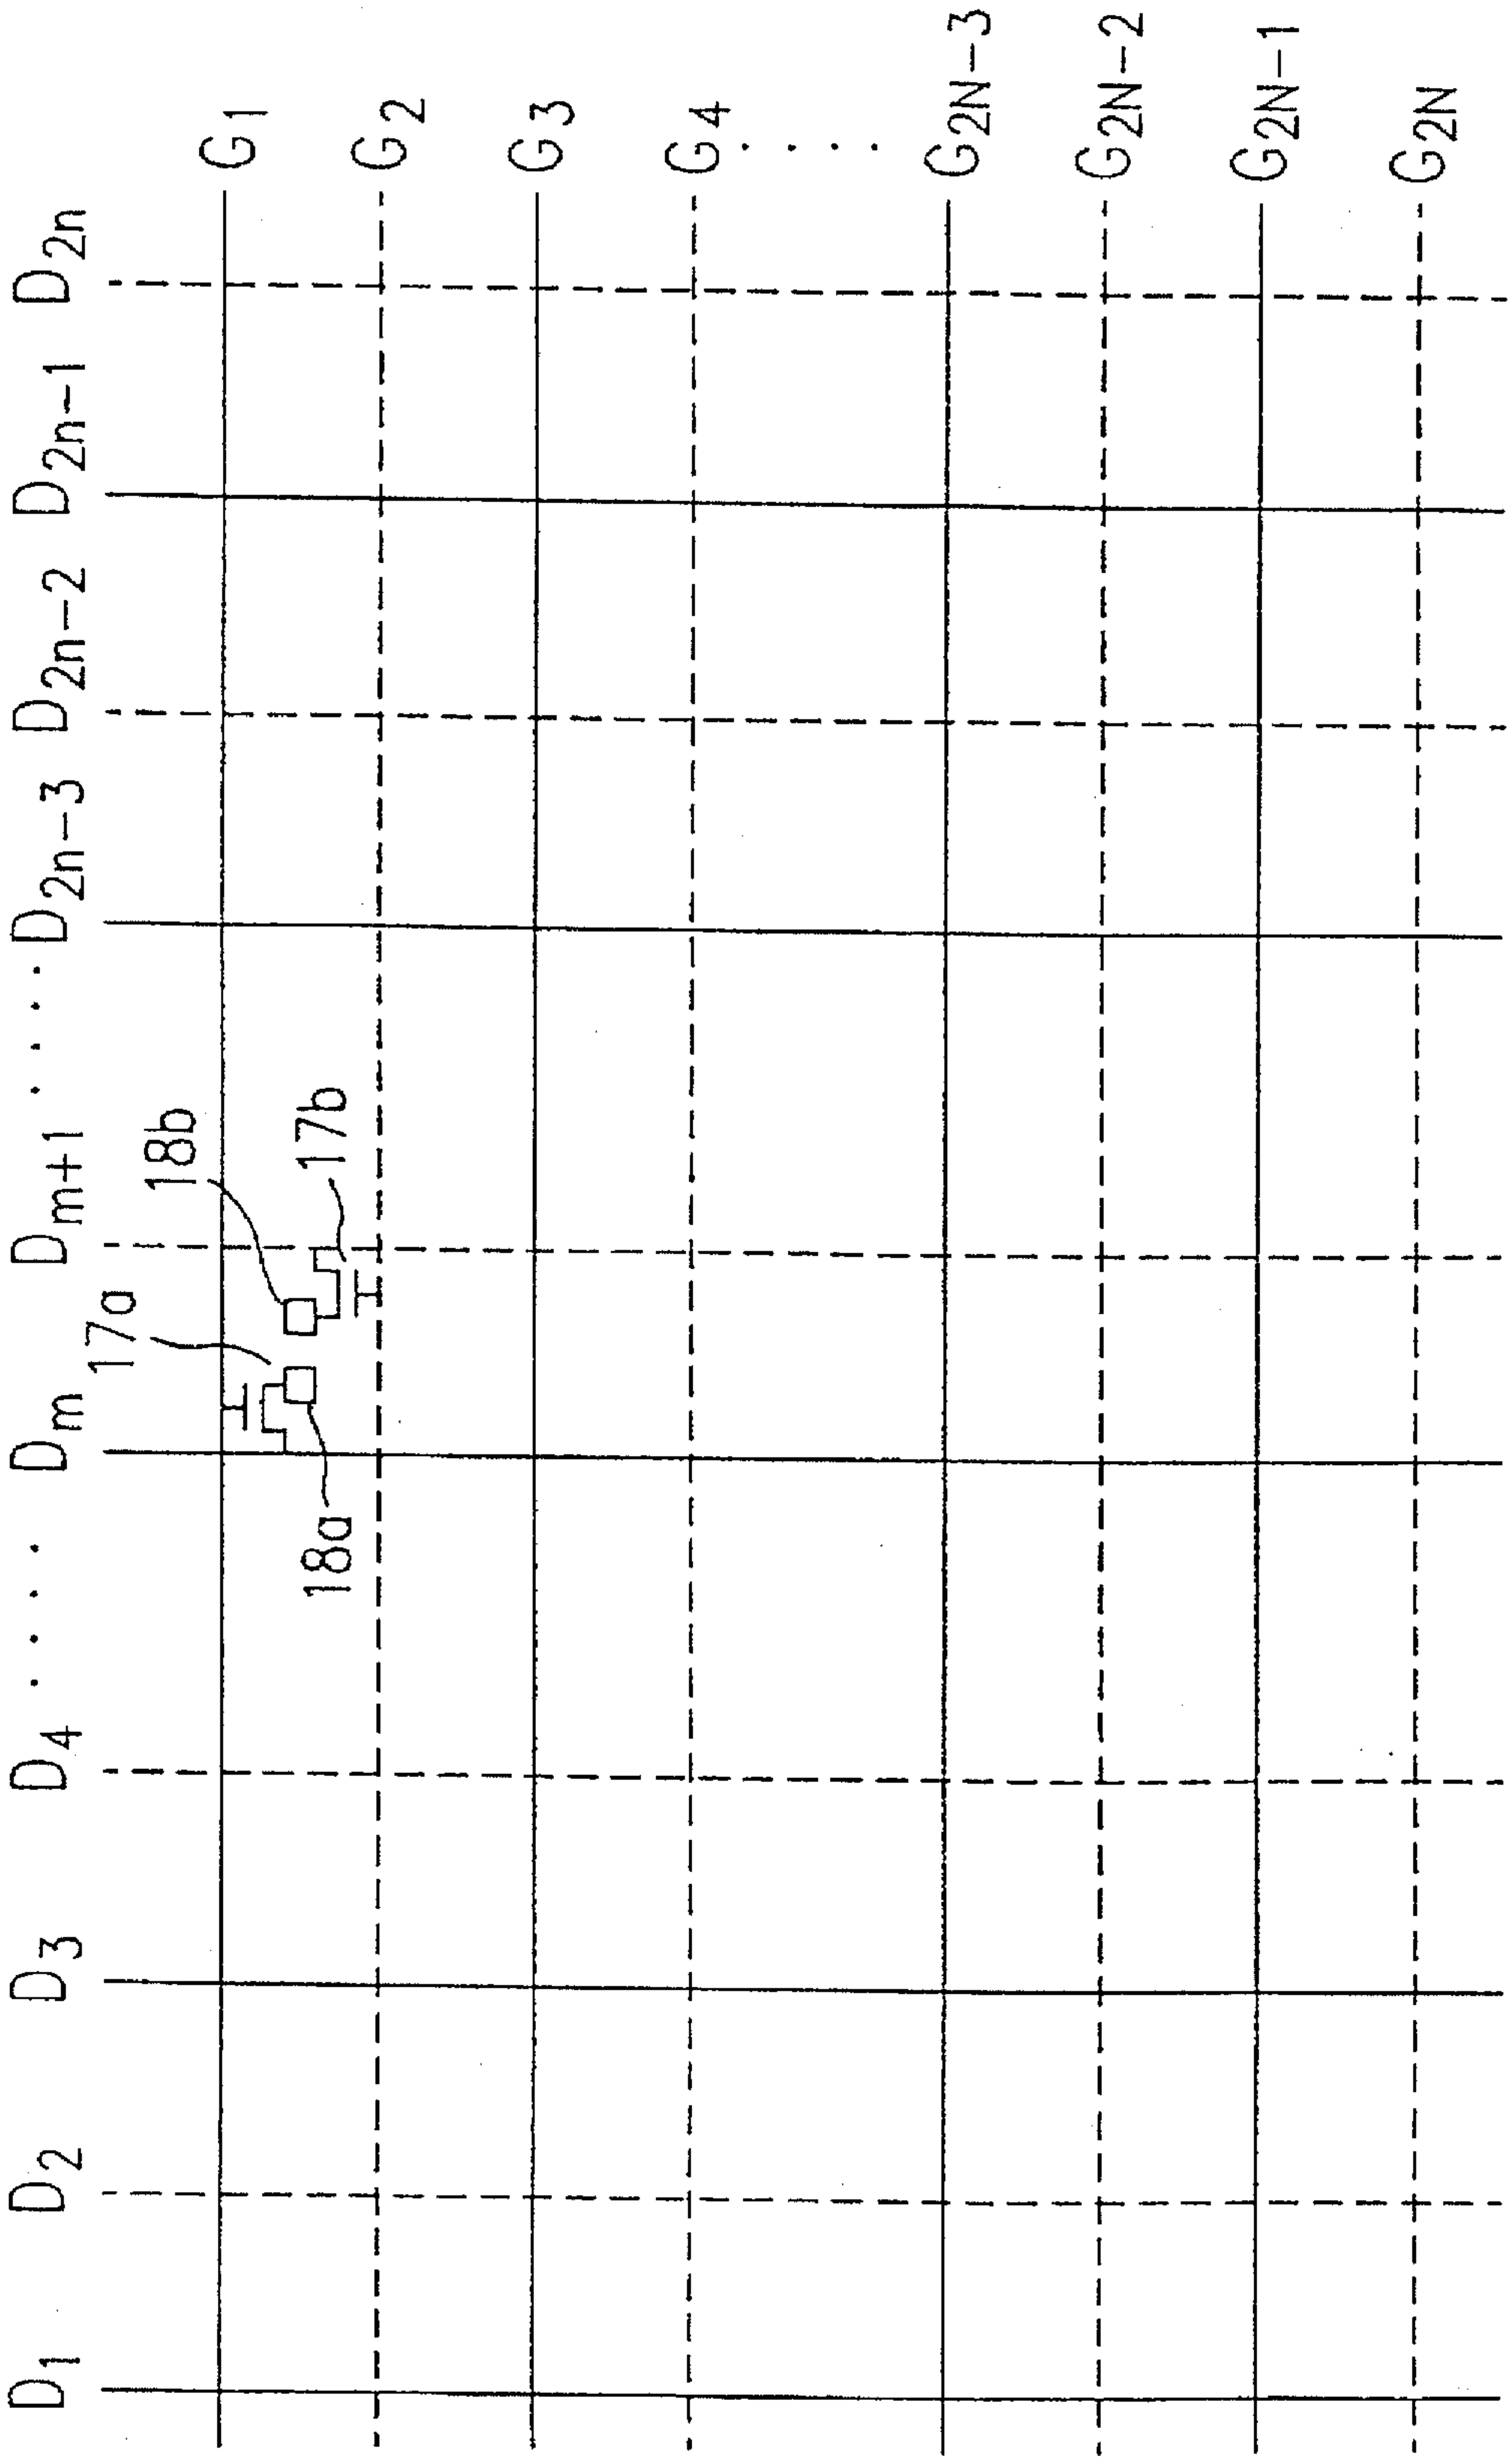 D1 D2 D3 D4 . . . . Dm Dm+1 . . . . D2n-3 D2n-2 D2n-1 D2n
G1
17a
18b
18a
17b
G2
G3
G4
. . . .
G2N-3
G2N-2
G2N-1
G2N